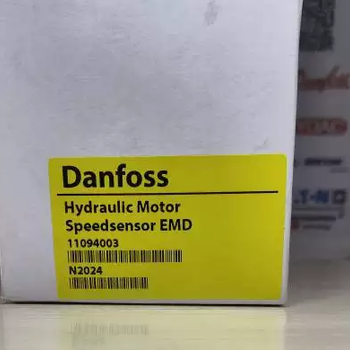 Danfoss
Hydraulic Motor
Speedsensor EMD
11094003
N2024